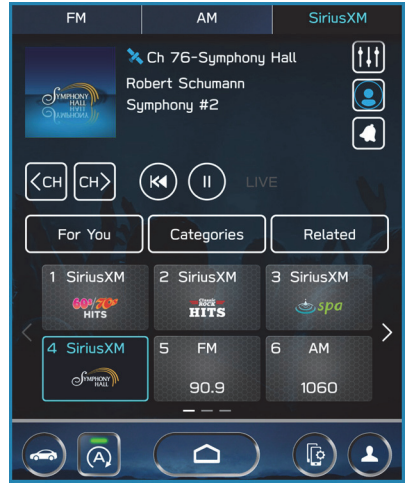 FM AM SiriusXM
Ch 76-Symphony Hall
Robert Schumann
Symphony #2
SYMPHONY
HALL
<CH CH> LIVE
For You Categories Related
1 SiriusXM 2 SiriusXM 3 SiriusXM
60s/70s HITS
Classic ROCK HITS
spa
4 SiriusXM 5 FM 6 AM
SYMPHONY HALL 90.9 1060
A